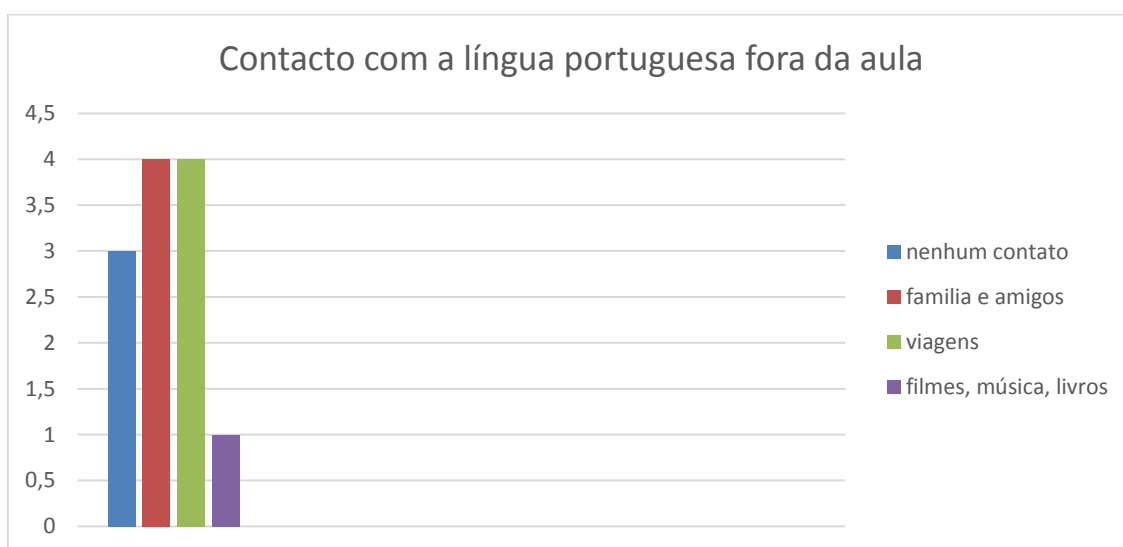 Contacto com a língua portuguesa fora da aula
4,5
4
3,5
3
2,5
2
1,5
1
0,5
0
nenhum contato
familia e amigos
viagens
filmes, música, livros